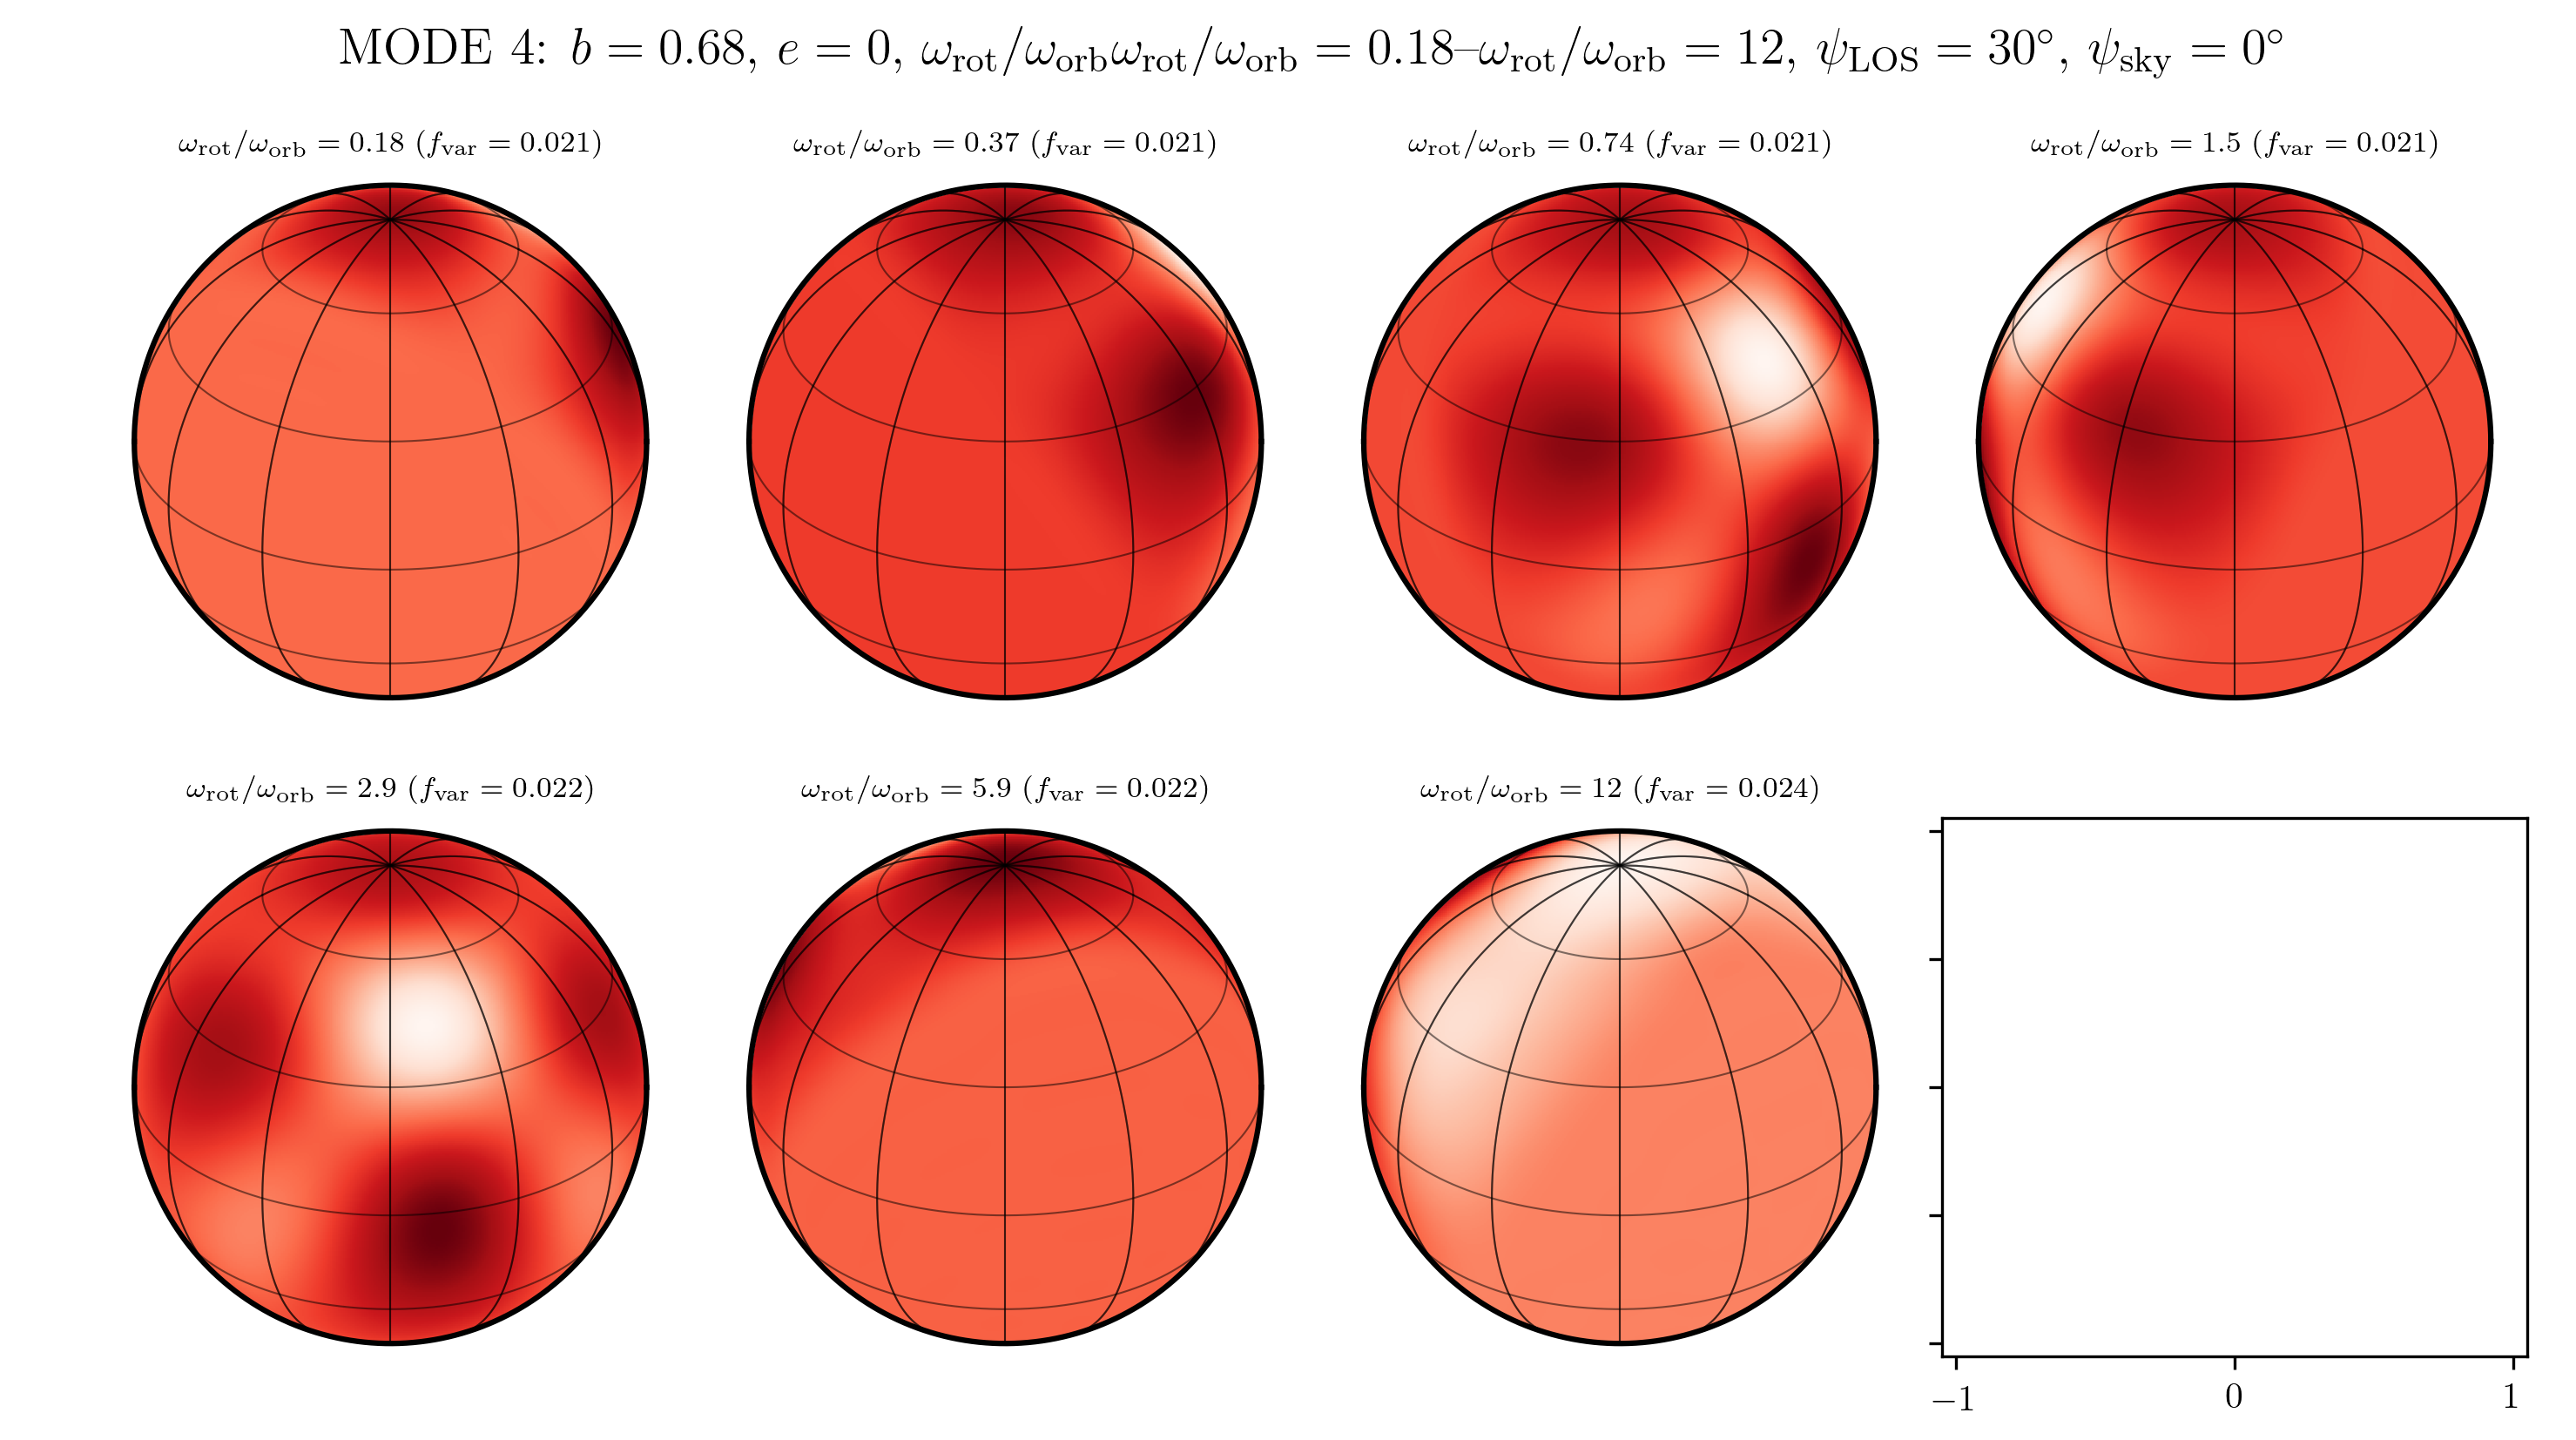 MODE 4: b = 0.68, e = 0, ω_rot/ω_orbω_rot/ω_orb = 0.18–ω_rot/ω_orb = 12, ψ_LOS = 30°, ψ_sky = 0°
ω_rot/ω_orb = 0.18 (f_var = 0.021)
ω_rot/ω_orb = 0.37 (f_var = 0.021)
ω_rot/ω_orb = 0.74 (f_var = 0.021)
ω_rot/ω_orb = 1.5 (f_var = 0.021)
ω_rot/ω_orb = 2.9 (f_var = 0.022)
ω_rot/ω_orb = 5.9 (f_var = 0.022)
ω_rot/ω_orb = 12 (f_var = 0.024)
−1 0 1